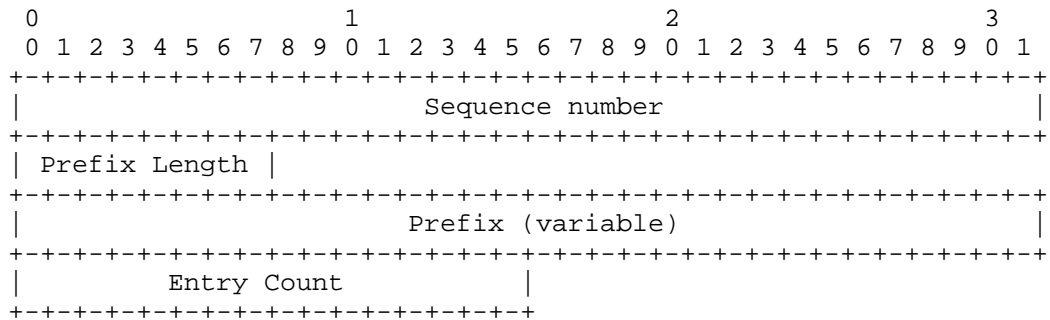 0                   1                   2                   3
 0 1 2 3 4 5 6 7 8 9 0 1 2 3 4 5 6 7 8 9 0 1 2 3 4 5 6 7 8 9 0 1
+-+-+-+-+-+-+-+-+-+-+-+-+-+-+-+-+-+-+-+-+-+-+-+-+-+-+-+-+-+-+-+-+
|                         Sequence number                       |
+-+-+-+-+-+-+-+-+-+-+-+-+-+-+-+-+-+-+-+-+-+-+-+-+-+-+-+-+-+-+-+-+
| Prefix Length |
+-+-+-+-+-+-+-+-+-+-+-+-+-+-+-+-+-+-+-+-+-+-+-+-+-+-+-+-+-+-+-+-+
|                        Prefix (variable)                      |
+-+-+-+-+-+-+-+-+-+-+-+-+-+-+-+-+-+-+-+-+-+-+-+-+-+-+-+-+-+-+-+-+
|         Entry Count           |
+-+-+-+-+-+-+-+-+-+-+-+-+-+-+-+-+